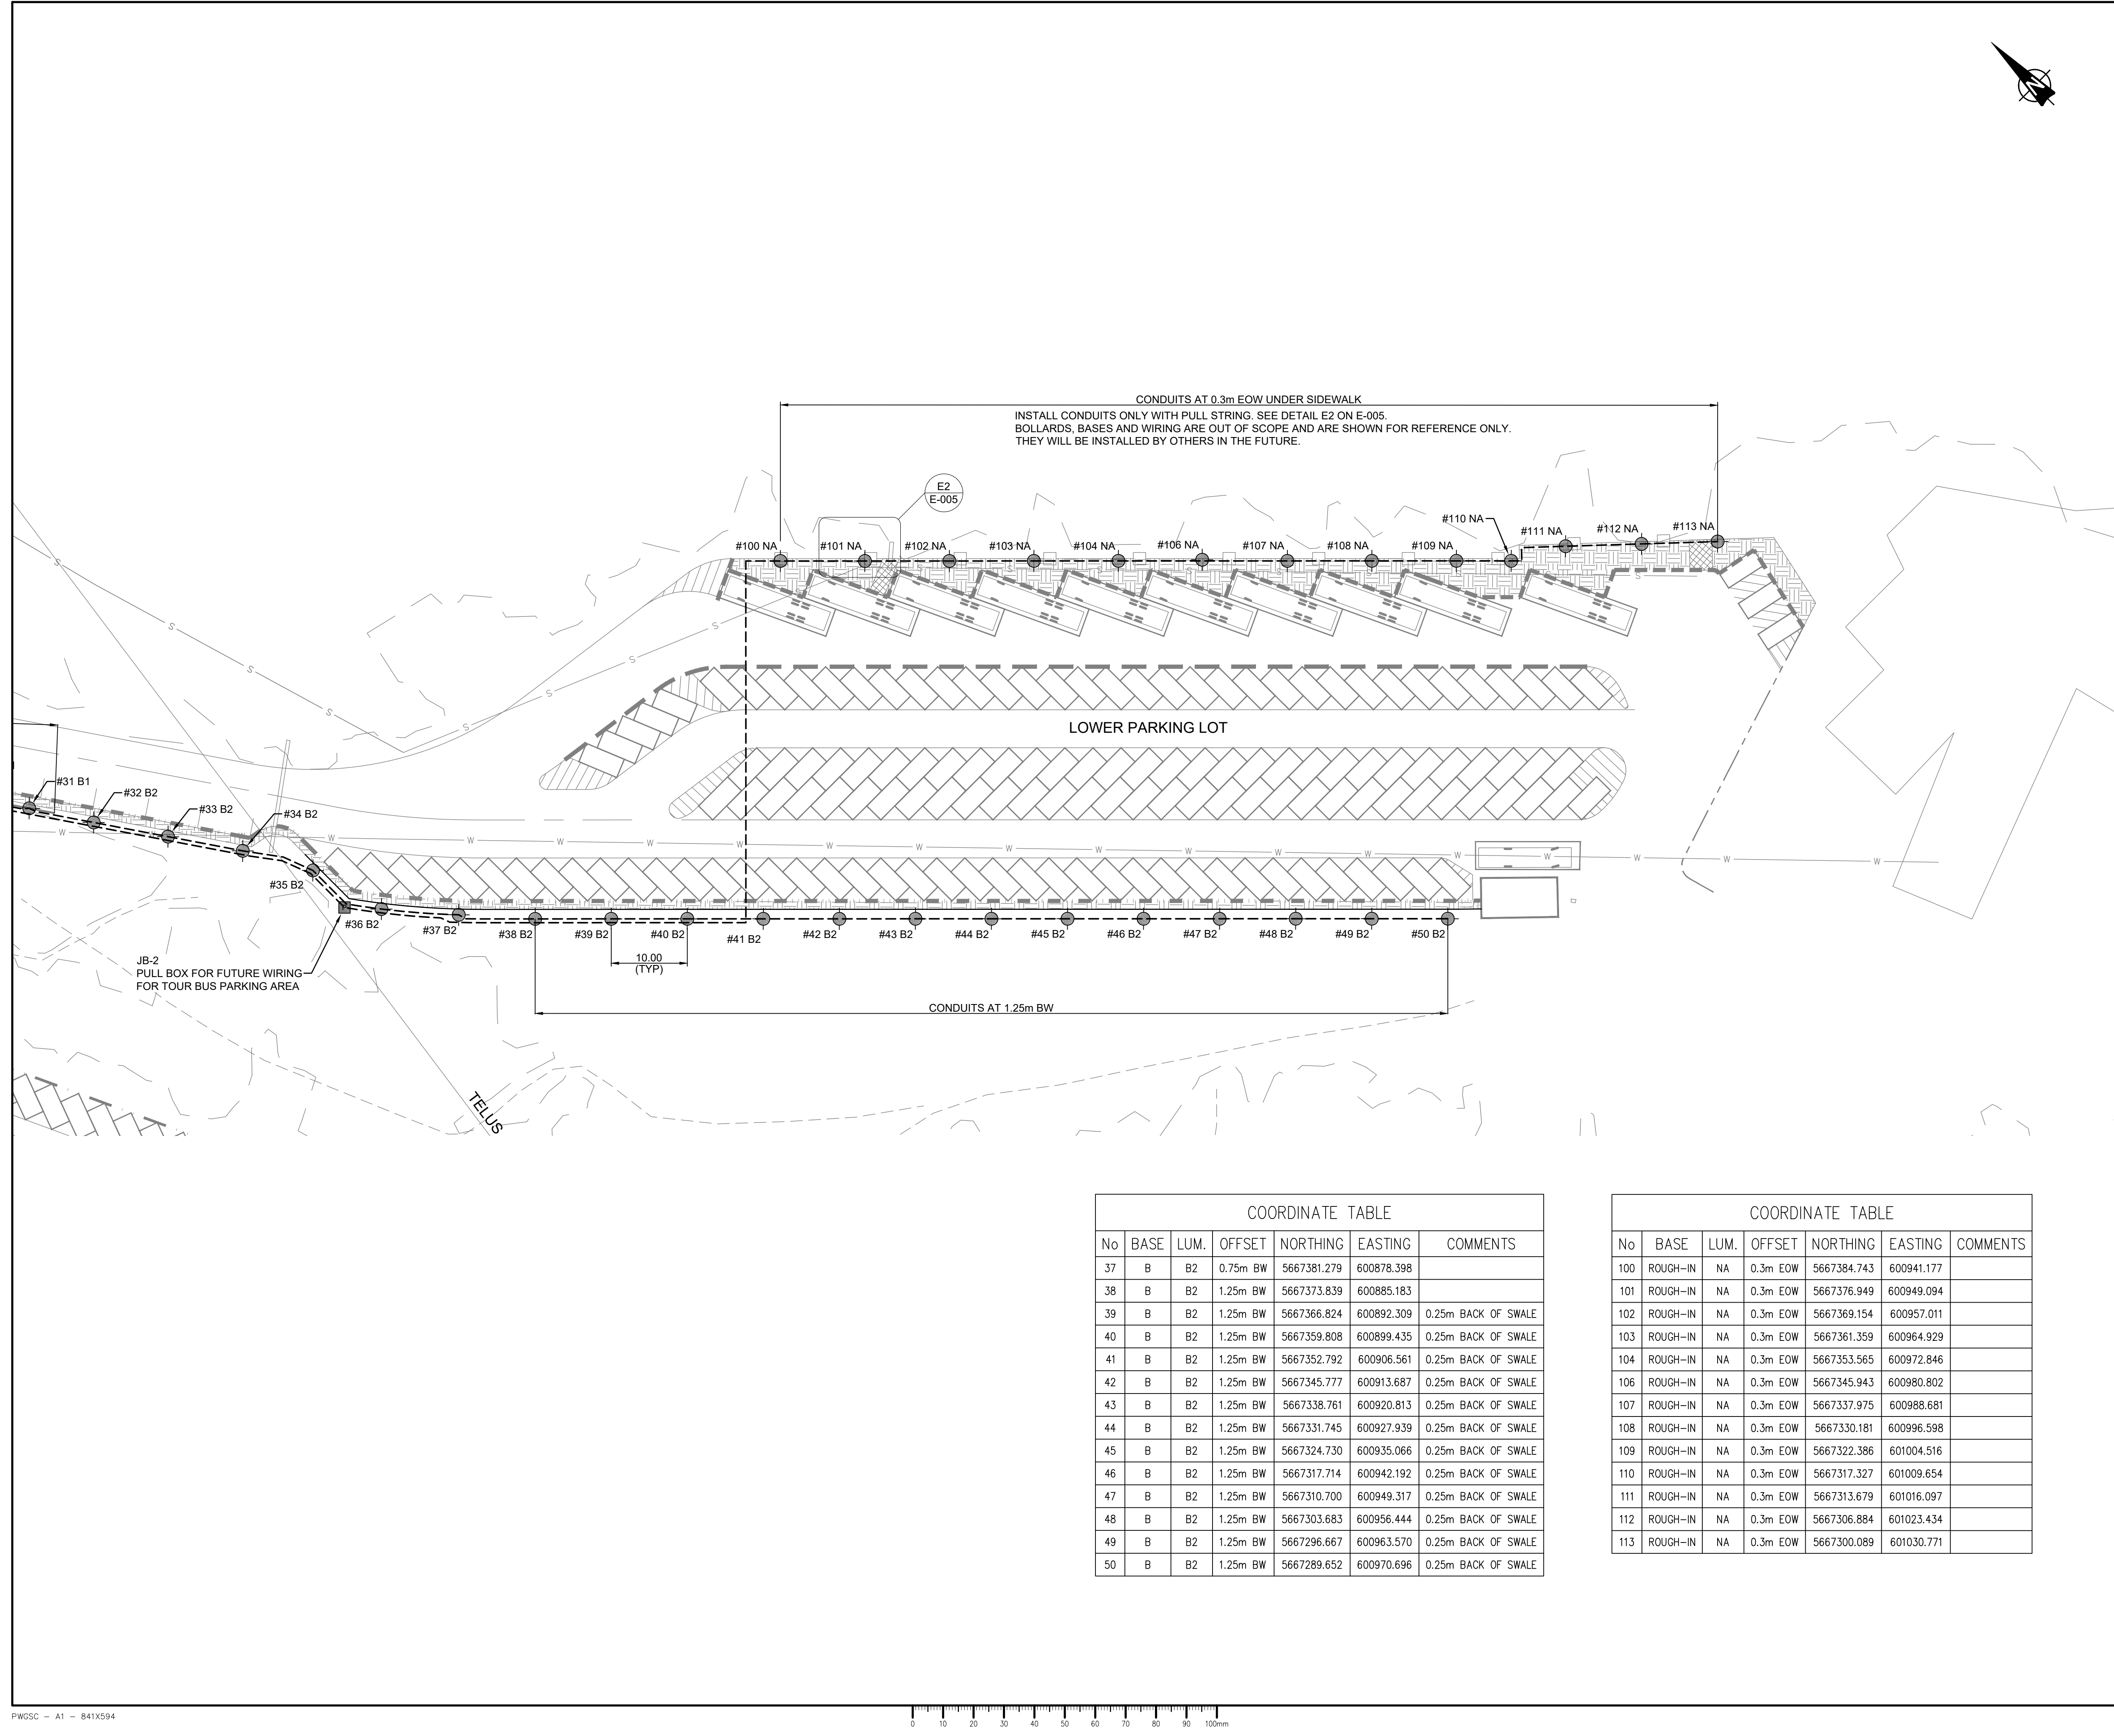 N
CONDUITS AT 0.3m EOW UNDER SIDEWALK
INSTALL CONDUITS ONLY WITH PULL STRING. SEE DETAIL E2 ON E-005.
BOLLARDS, BASES AND WIRING ARE OUT OF SCOPE AND ARE SHOWN FOR REFERENCE ONLY.
THEY WILL BE INSTALLED BY OTHERS IN THE FUTURE.
E2
E-005
#100 NA
#101 NA
#102 NA
#103 NA
#104 NA
#106 NA
#107 NA
#108 NA
#109 NA
#110 NA
#111 NA
#112 NA
#113 NA
S S S S S S S S
S S S S S S
LOWER PARKING LOT
#31 B1
#32 B2
#33 B2
#34 B2
W W W W W W W W W W W W W W W W W W W
#35 B2
#36 B2
#37 B2
#38 B2
#39 B2
#40 B2
#41 B2
#42 B2
#43 B2
#44 B2
#45 B2
#46 B2
#47 B2
#48 B2
#49 B2
#50 B2
10.00
(TYP)
JB-2
PULL BOX FOR FUTURE WIRING
FOR TOUR BUS PARKING AREA
CONDUITS AT 1.25m BW
TELUS
COORDINATE TABLE
No BASE LUM. OFFSET NORTHING EASTING COMMENTS
37 B B2 0.75m BW 5667381.279 600878.398
38 B B2 1.25m BW 5667373.839 600885.183
39 B B2 1.25m BW 5667366.824 600892.309 0.25m BACK OF SWALE
40 B B2 1.25m BW 5667359.808 600899.435 0.25m BACK OF SWALE
41 B B2 1.25m BW 5667352.792 600906.561 0.25m BACK OF SWALE
42 B B2 1.25m BW 5667345.777 600913.687 0.25m BACK OF SWALE
43 B B2 1.25m BW 5667338.761 600920.813 0.25m BACK OF SWALE
44 B B2 1.25m BW 5667331.745 600927.939 0.25m BACK OF SWALE
45 B B2 1.25m BW 5667324.730 600935.066 0.25m BACK OF SWALE
46 B B2 1.25m BW 5667317.714 600942.192 0.25m BACK OF SWALE
47 B B2 1.25m BW 5667310.700 600949.317 0.25m BACK OF SWALE
48 B B2 1.25m BW 5667303.683 600956.444 0.25m BACK OF SWALE
49 B B2 1.25m BW 5667296.667 600963.570 0.25m BACK OF SWALE
50 B B2 1.25m BW 5667289.652 600970.696 0.25m BACK OF SWALE
COORDINATE TABLE
No BASE LUM. OFFSET NORTHING EASTING COMMENTS
100 ROUGH-IN NA 0.3m EOW 5667384.743 600941.177
101 ROUGH-IN NA 0.3m EOW 5667376.949 600949.094
102 ROUGH-IN NA 0.3m EOW 5667369.154 600957.011
103 ROUGH-IN NA 0.3m EOW 5667361.359 600964.929
104 ROUGH-IN NA 0.3m EOW 5667353.565 600972.846
106 ROUGH-IN NA 0.3m EOW 5667345.943 600980.802
107 ROUGH-IN NA 0.3m EOW 5667337.975 600988.681
108 ROUGH-IN NA 0.3m EOW 5667330.181 600996.598
109 ROUGH-IN NA 0.3m EOW 5667322.386 601004.516
110 ROUGH-IN NA 0.3m EOW 5667317.327 601009.654
111 ROUGH-IN NA 0.3m EOW 5667313.679 601016.097
112 ROUGH-IN NA 0.3m EOW 5667306.884 601023.434
113 ROUGH-IN NA 0.3m EOW 5667300.089 601030.771
PWGSC - A1 - 841X594
0 10 20 30 40 50 60 70 80 90 100mm